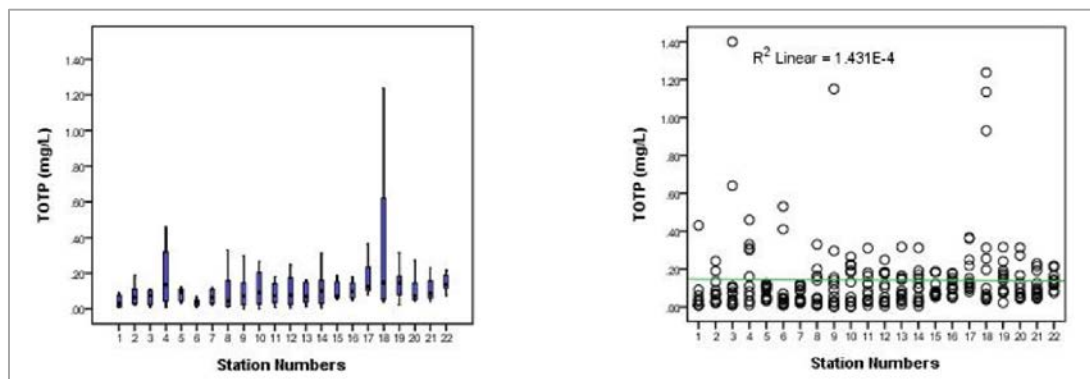 TOTP (mg/L)
1.40
1.20
1.00
.80
.60
.40
.20
.00
1 2 3 4 5 6 7 8 9 10 11 12 13 14 15 16 17 18 19 20 21 22
Station Numbers
R² Linear = 1.431E-4
TOTP (mg/L)
1.40
1.20
1.00
.80
.60
.40
.20
.00
1 2 3 4 5 6 7 8 9 10 11 12 13 14 15 16 17 18 19 20 21 22
Station Numbers